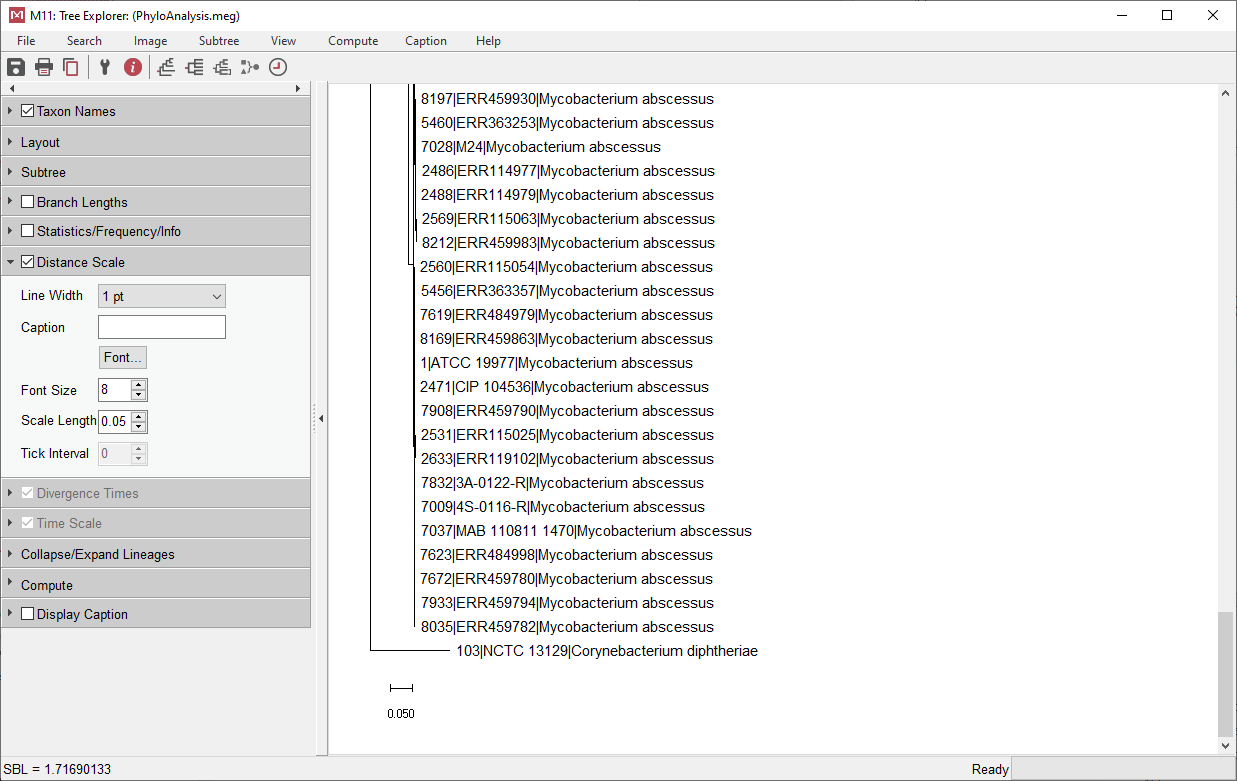 M11: Tree Explorer: (PhyloAnalysis.meg)
File Search Image Subtree View Compute Caption Help
Taxon Names
Layout
Subtree
Branch Lengths
Statistics/Frequency/Info
Distance Scale
Line Width 1 pt
Caption
Font...
Font Size 8
Scale Length 0.05
Tick Interval 0
Divergence Times
Time Scale
Collapse/Expand Lineages
Compute
Display Caption
8197|ERR459930|Mycobacterium abscessus
5460|ERR363253|Mycobacterium abscessus
7028|M24|Mycobacterium abscessus
2486|ERR114977|Mycobacterium abscessus
2488|ERR114979|Mycobacterium abscessus
2569|ERR115063|Mycobacterium abscessus
8212|ERR459983|Mycobacterium abscessus
2560|ERR115054|Mycobacterium abscessus
5456|ERR363357|Mycobacterium abscessus
7619|ERR484979|Mycobacterium abscessus
8169|ERR459863|Mycobacterium abscessus
1|ATCC 19977|Mycobacterium abscessus
2471|CIP 104536|Mycobacterium abscessus
7908|ERR459790|Mycobacterium abscessus
2531|ERR115025|Mycobacterium abscessus
2633|ERR119102|Mycobacterium abscessus
7832|3A-0122-R|Mycobacterium abscessus
7009|4S-0116-R|Mycobacterium abscessus
7037|MAB 110811 1470|Mycobacterium abscessus
7623|ERR484998|Mycobacterium abscessus
7672|ERR459780|Mycobacterium abscessus
7933|ERR459794|Mycobacterium abscessus
8035|ERR459782|Mycobacterium abscessus
103|NCTC 13129|Corynebacterium diphtheriae
0.050
SBL = 1.71690133
Ready